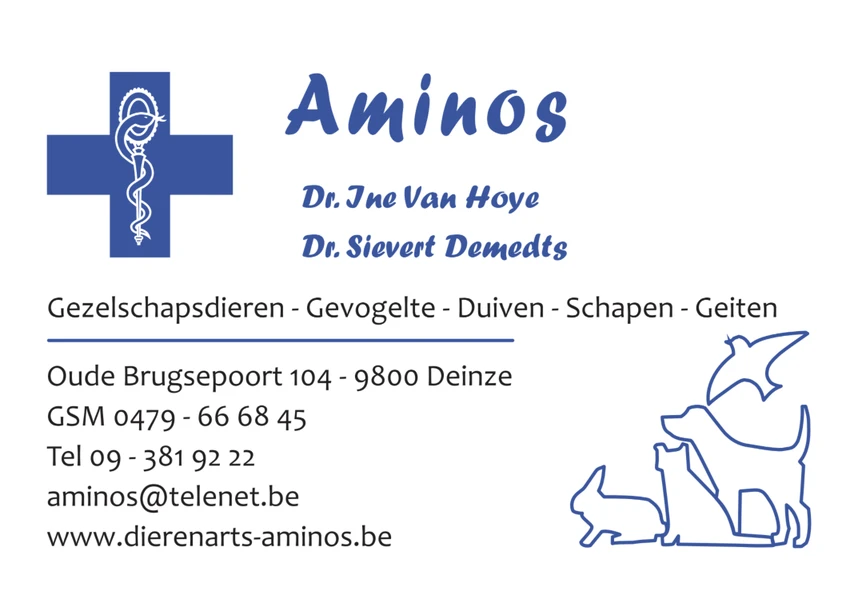 Aminos
Dr. Ine Van Hoye
Dr. Sievert Demedts
Gezelschapsdieren - Gevogelte - Duiven - Schapen - Geiten
Oude Brugsepoort 104 - 9800 Deinze
GSM 0479 - 66 68 45
Tel 09 - 381 92 22
aminos@telenet.be
www.dierenarts-aminos.be